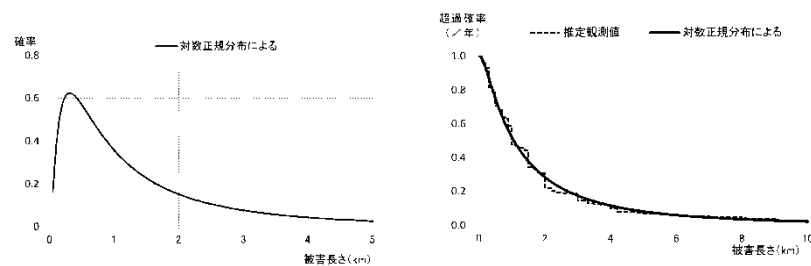 確率
対数正規分布による
0.8
0.6
0.4
0.2
0
0 1 2 3 4 5
被害長さ(km)
超過確率
(/年)
推定観測値 対数正規分布による
1.0
0.8
0.6
0.4
0.2
0.0
0 2 4 6 8 10
被害長さ(km)